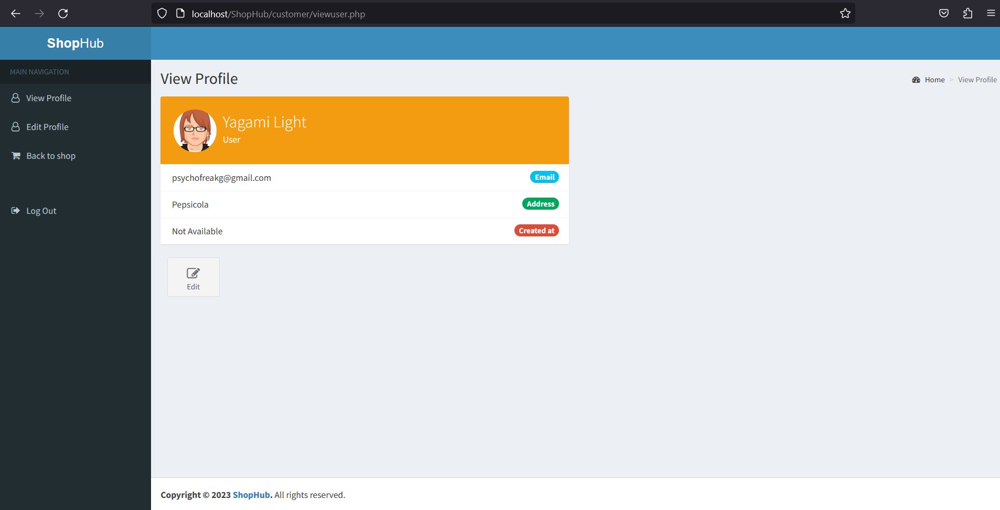 localhost/ShopHub/customer/viewuser.php
ShopHub
MAIN NAVIGATION
View Profile
Edit Profile
Back to shop
Log Out
View Profile
Home > View Profile
Yagami Light
User
psychofreakg@gmail.com Email
Pepsicola Address
Not Available Created at
Edit
Copyright © 2023 ShopHub. All rights reserved.